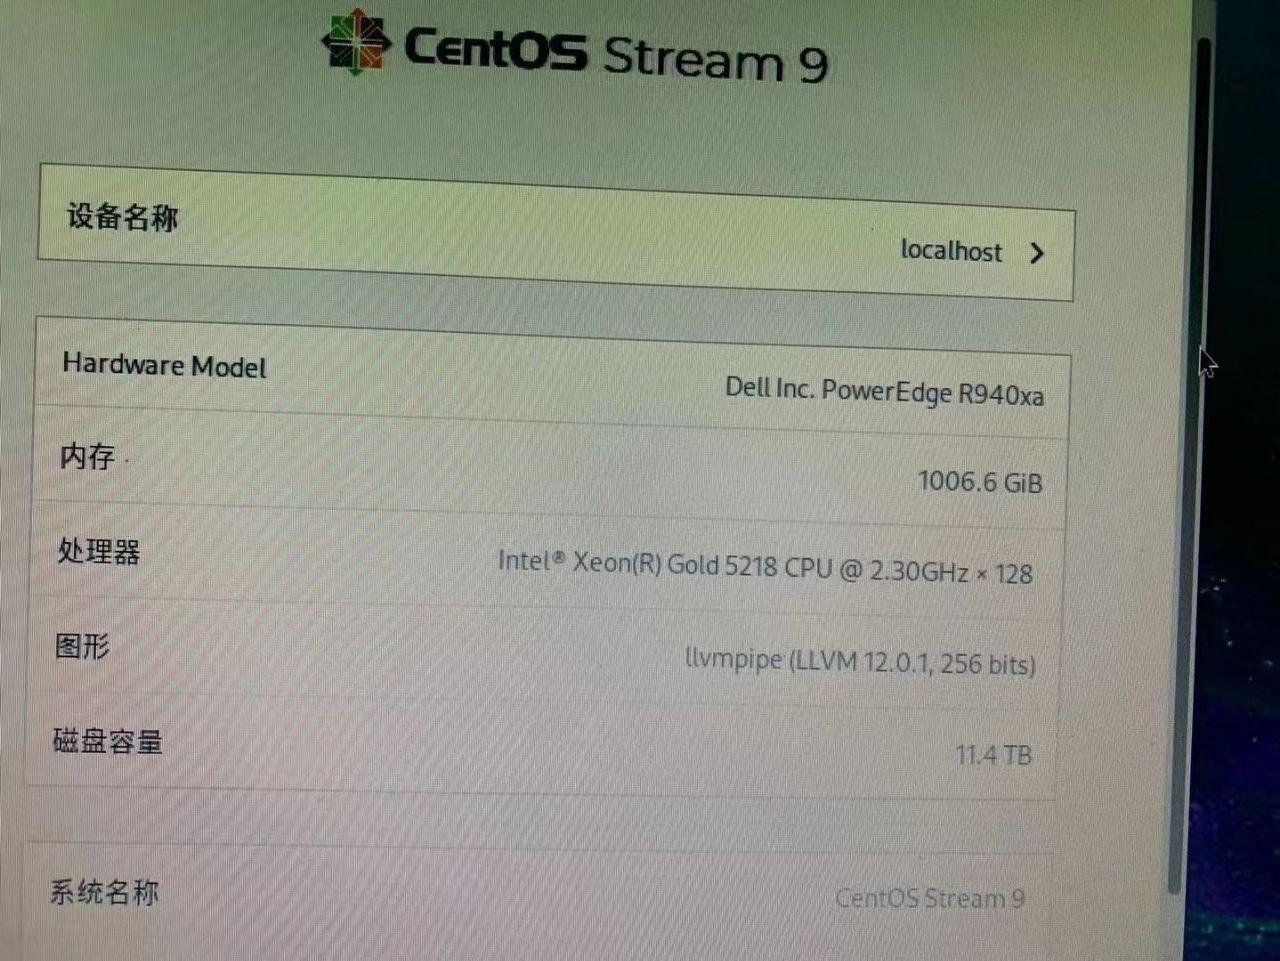 CentOS Stream 9
设备名称
localhost
Hardware Model
Dell Inc. PowerEdge R940xa
内存
1006.6 GiB
处理器
Intel® Xeon(R) Gold 5218 CPU @ 2.30GHz × 128
图形
llvmpipe (LLVM 12.0.1, 256 bits)
磁盘容量
11.4 TB
系统名称
CentOS Stream 9